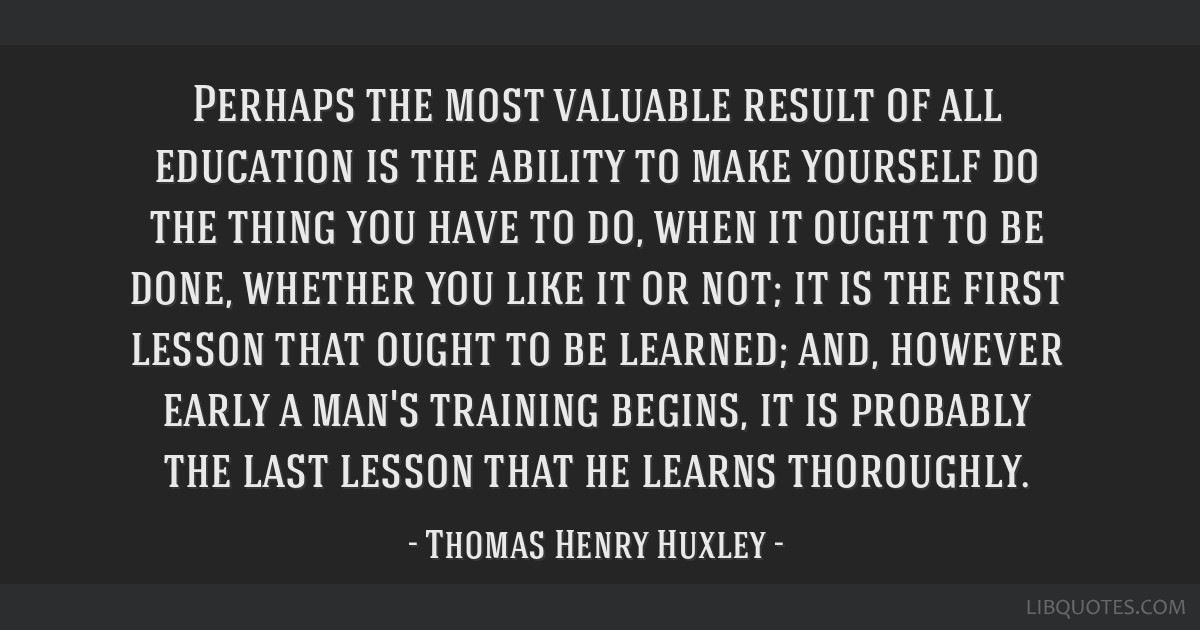 Perhaps the most valuable result of all
education is the ability to make yourself do
the thing you have to do, when it ought to be
done, whether you like it or not; it is the first
lesson that ought to be learned; and, however
early a man's training begins, it is probably
the last lesson that he learns thoroughly.
- Thomas Henry Huxley -
LIBQUOTES.COM